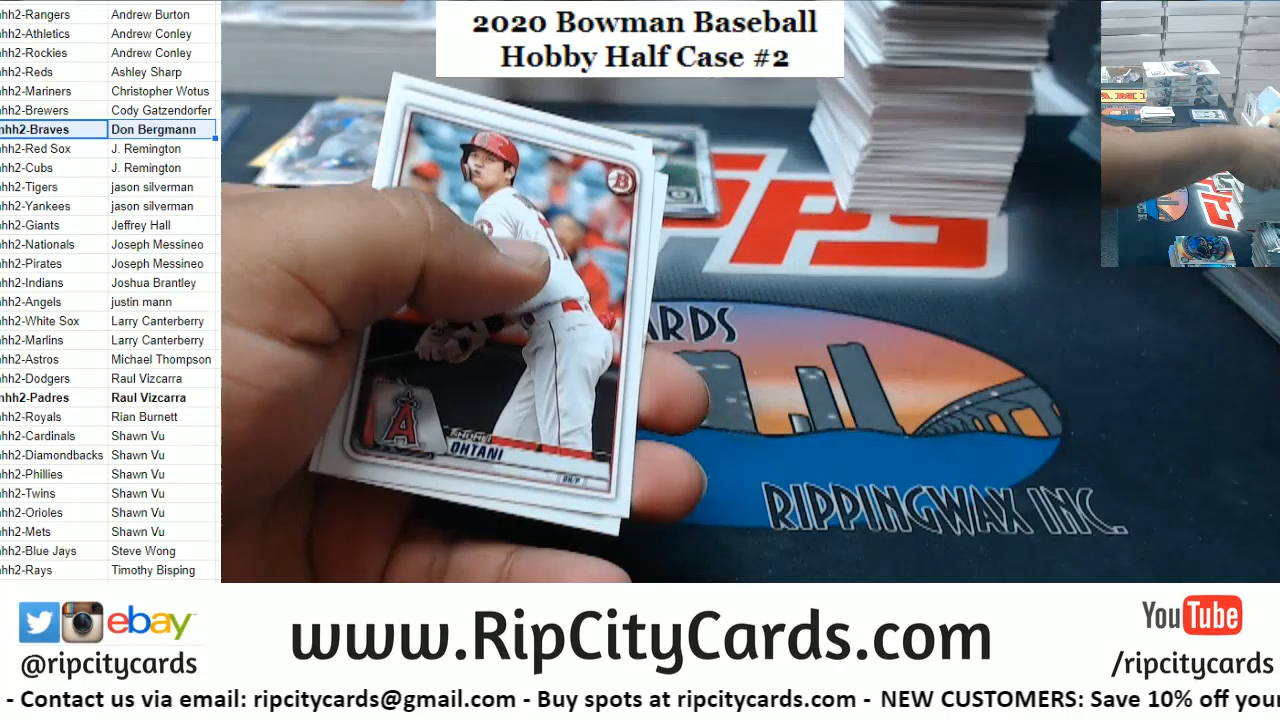 hh2-Rangers Andrew Burton
hh2-Athletics Andrew Conley
hh2-Rockies Andrew Conley
hh2-Reds Ashley Sharp
hh2-Mariners Christopher Wotus
hh2-Brewers Cody Gatzendorfer
hh2-Braves Don Bergmann
hh2-Red Sox J. Remington
hh2-Cubs J. Remington
hh2-Tigers jason silverman
hh2-Yankees jason silverman
hh2-Giants Jeffrey Hall
hh2-Nationals Joseph Messineo
hh2-Pirates Joseph Messineo
hh2-Indians Joshua Brantley
hh2-Angels justin mann
hh2-White Sox Larry Canterberry
hh2-Marlins Larry Canterberry
hh2-Astros Michael Thompson
hh2-Dodgers Raul Vizcarra
hh2-Padres Raul Vizcarra
hh2-Royals Rian Burnett
hh2-Cardinals Shawn Vu
hh2-Diamondbacks Shawn Vu
hh2-Phillies Shawn Vu
hh2-Twins Shawn Vu
hh2-Orioles Shawn Vu
hh2-Mets Shawn Vu
hh2-Blue Jays Steve Wong
hh2-Rays Timothy Bisping
2020 Bowman Baseball
Hobby Half Case #2
B
A
OHTANI
PPS
ARDS
RIPPINGWAX INC.
ebay
@ripcitycards
www.RipCityCards.com
YouTube
/ripcitycards
- Contact us via email: ripcitycards@gmail.com - Buy spots at ripcitycards.com - NEW CUSTOMERS: Save 10% off your